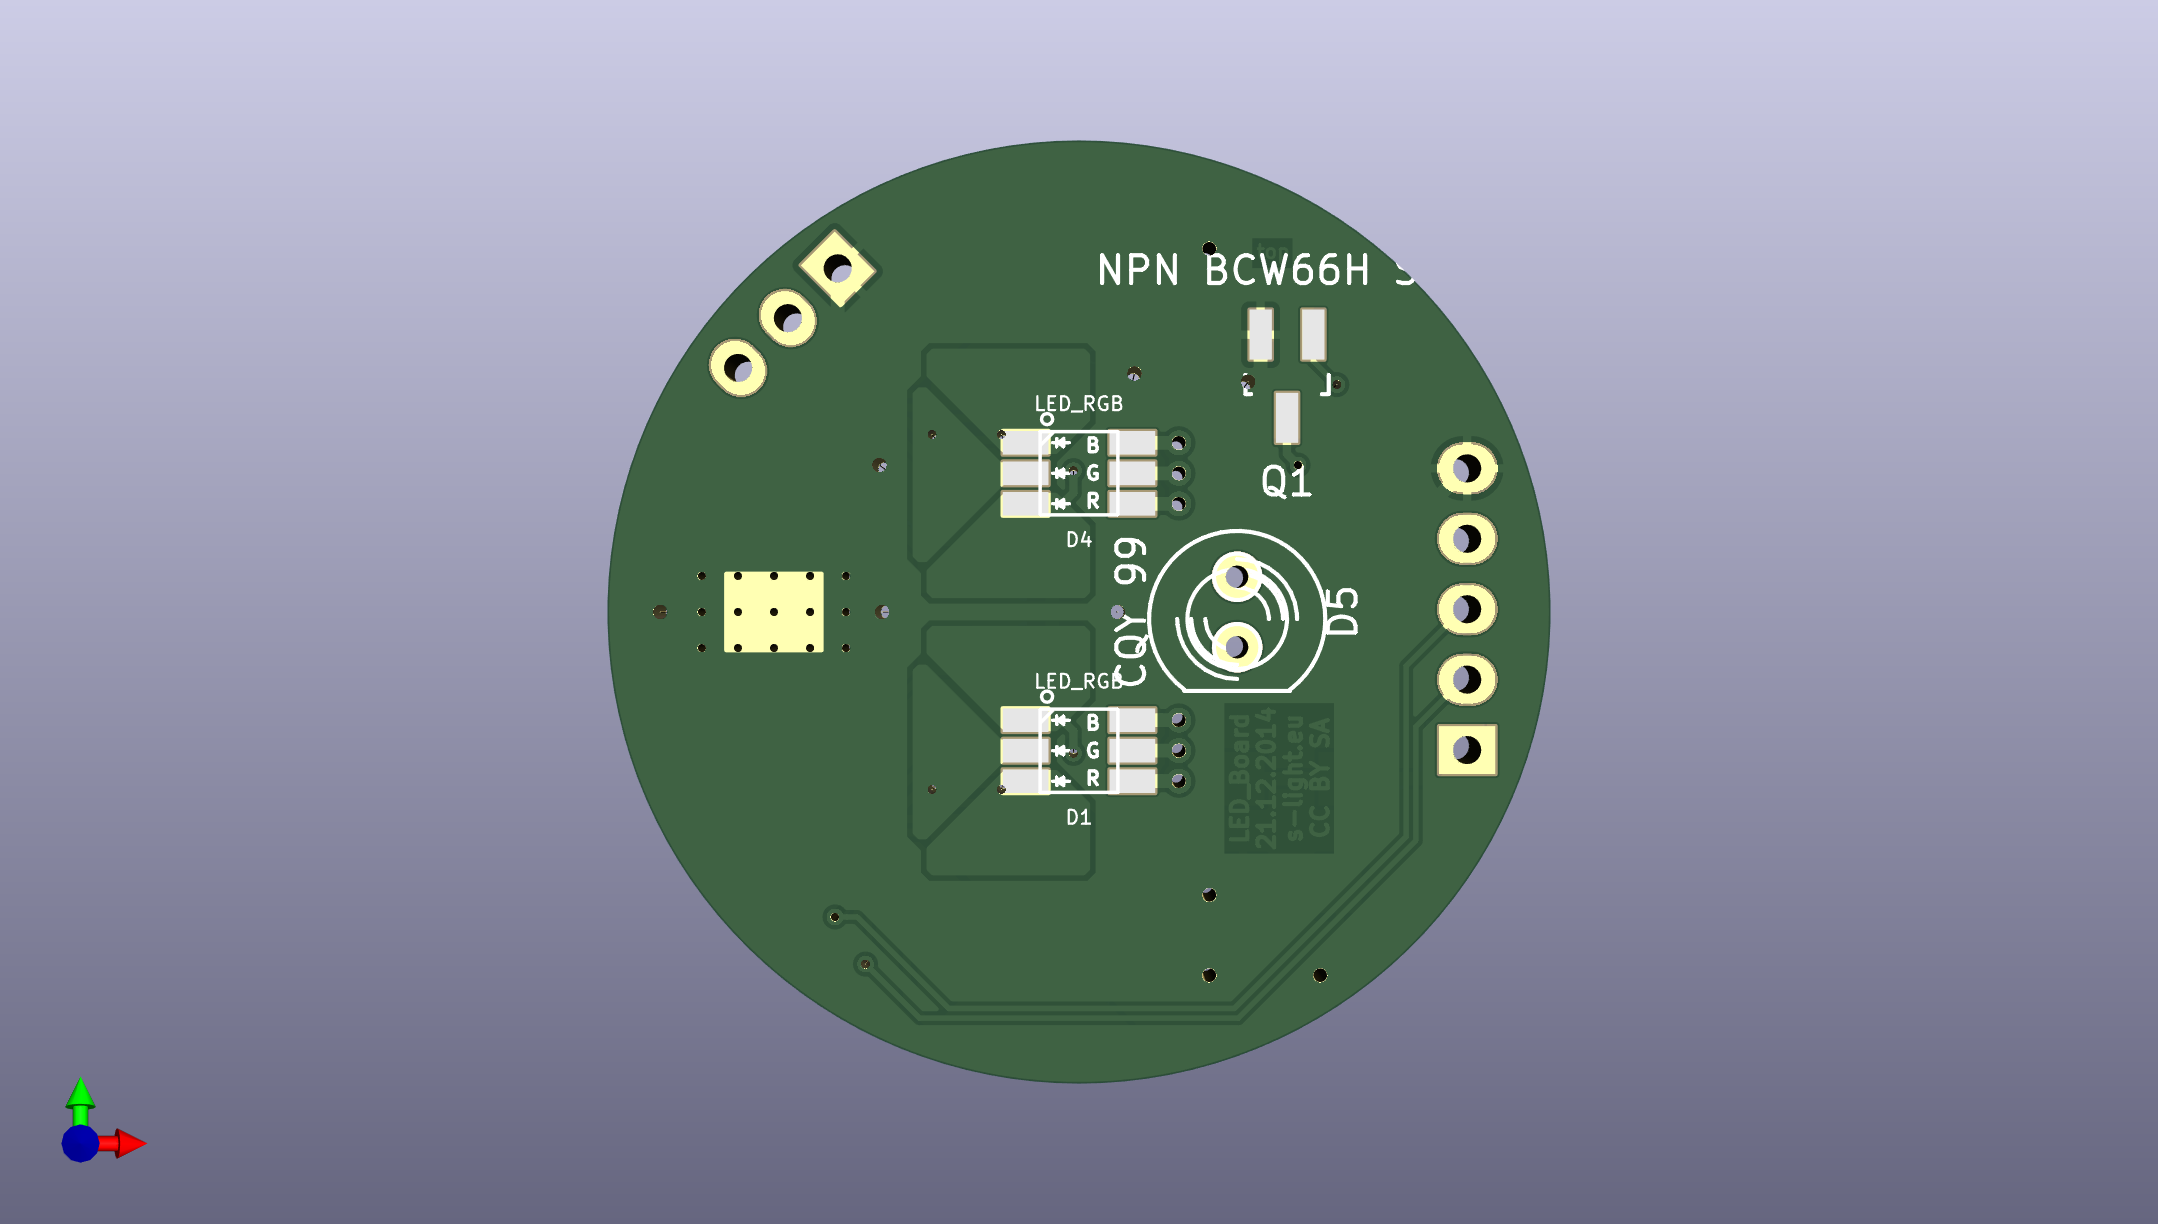 top
NPN BCW66H S
LED_RGB
B
G
R
D4
Q1
CQY 99
D5
LED_RGB
B
G
R
D1
LED_Board
21.12.2014
s-light.eu
CC BY SA